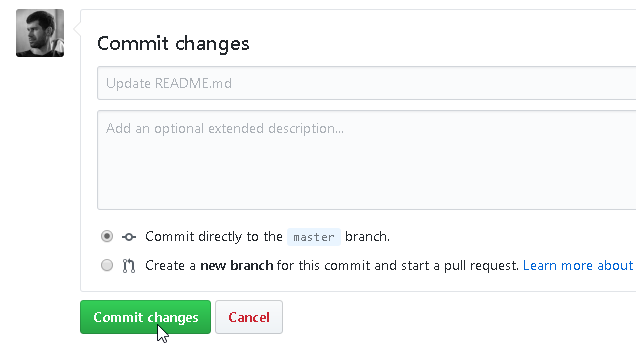 Commit changes
Update README.md
Add an optional extended description...
Commit directly to the master branch.
Create a new branch for this commit and start a pull request. Learn more about
Commit changes
Cancel